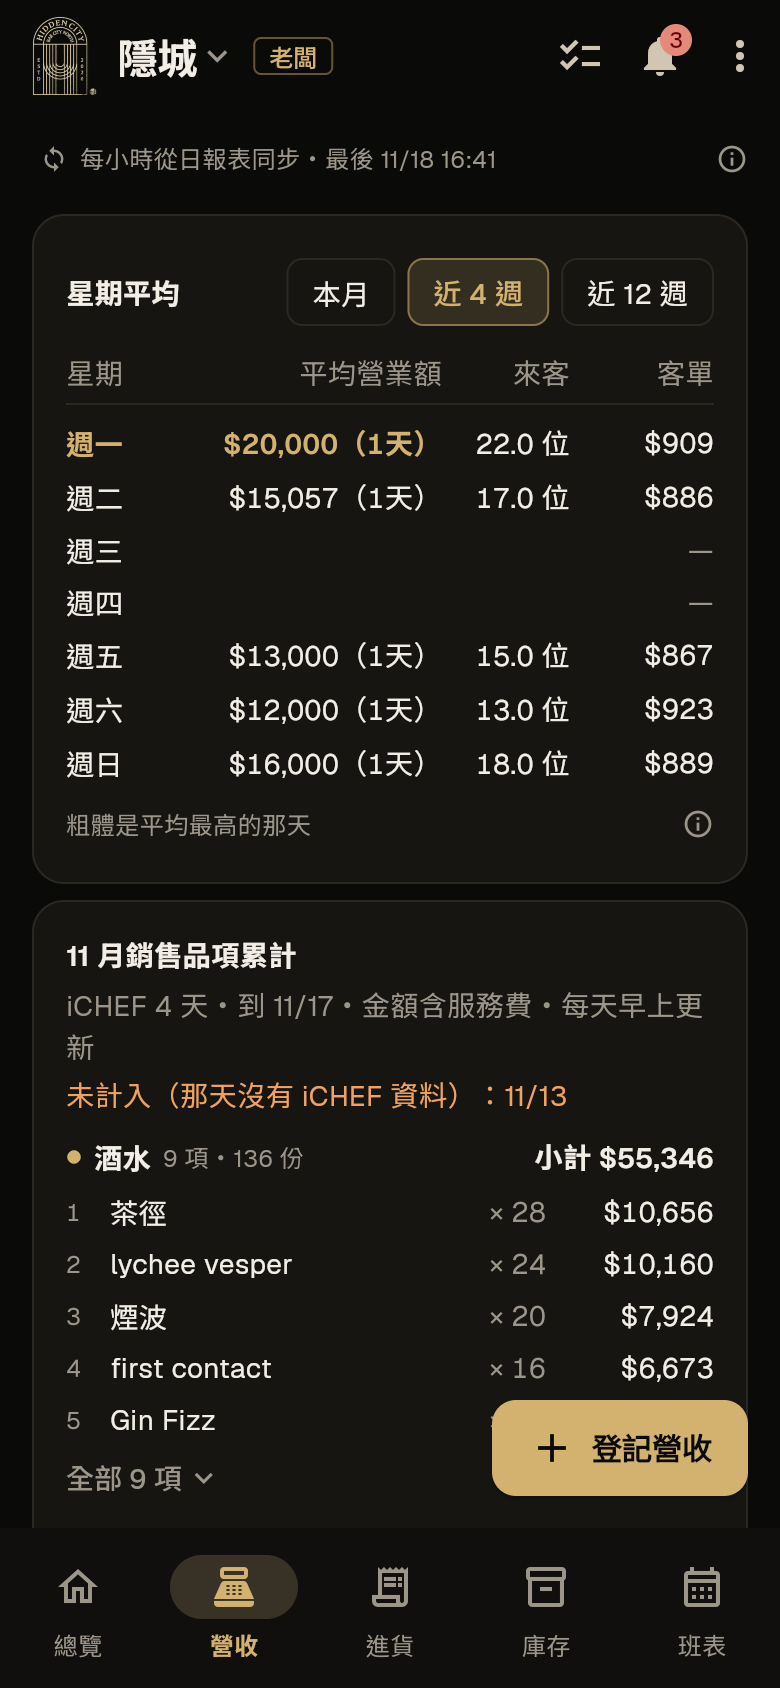 HIDDENCITY
隱城
老闆
3
每小時從日報表同步・最後 11/18 16:41
星期平均
本月
近 4 週
近 12 週
星期 平均營業額 來客 客單
週一 $20,000（1天） 22.0 位 $909
週二 $15,057（1天） 17.0 位 $886
週三 —
週四 —
週五 $13,000（1天） 15.0 位 $867
週六 $12,000（1天） 13.0 位 $923
週日 $16,000（1天） 18.0 位 $889
粗體是平均最高的那天
11 月銷售品項累計
iCHEF 4 天・到 11/17・金額含服務費・每天早上更
新
未計入（那天沒有 iCHEF 資料）：11/13
酒水 9 項・136 份 小計 $55,346
1 茶徑 × 28 $10,656
2 lychee vesper × 24 $10,160
3 煙波 × 20 $7,924
4 first contact × 16 $6,673
5 Gin Fizz
登記營收
全部 9 項
總覽
營收
進貨
庫存
班表